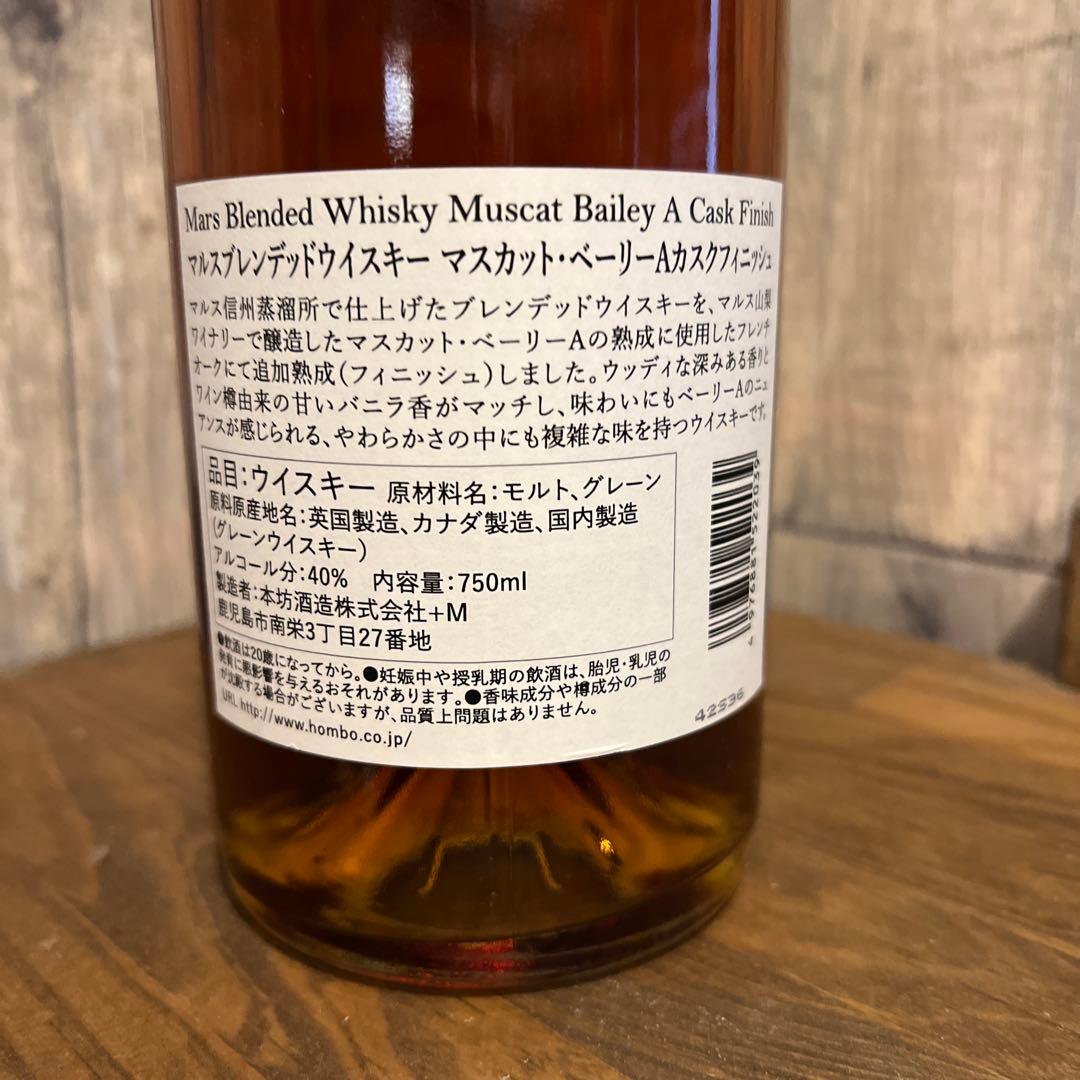 Mars Blended Whisky Muscat Bailey A Cask Finish
マルスブレンデッドウイスキー マスカット・ベーリーAカスクフィニッシュ
マルス信州蒸溜所で仕上げたブレンデッドウイスキーを、マルス山梨
ワイナリーで醸造したマスカット・ベーリーAの熟成に使用したフレンチ
オークにて追加熟成(フィニッシュ)しました。ウッディな深みある香りと
ワイン樽由来の甘いバニラ香がマッチし、味わいにもベーリーAのニュ
アンスが感じられる、やわらかさの中にも複雑な味を持つウイスキーです。
品目:ウイスキー 原材料名:モルト、グレーン
原料原産地名:英国製造、カナダ製造、国内製造
(グレーンウイスキー)
アルコール分:40% 内容量:750ml
製造者:本坊酒造株式会社+M
鹿児島市南栄3丁目27番地
●飲酒は20歳になってから。●妊娠中や授乳期の飲酒は、胎児・乳児の
発育に悪影響を与えるおそれがあります。●香味成分や樽成分の一部
が沈殿する場合がございますが、品質上問題はありません。
URL http://www.hombo.co.jp/
4 976881 522039
42S36